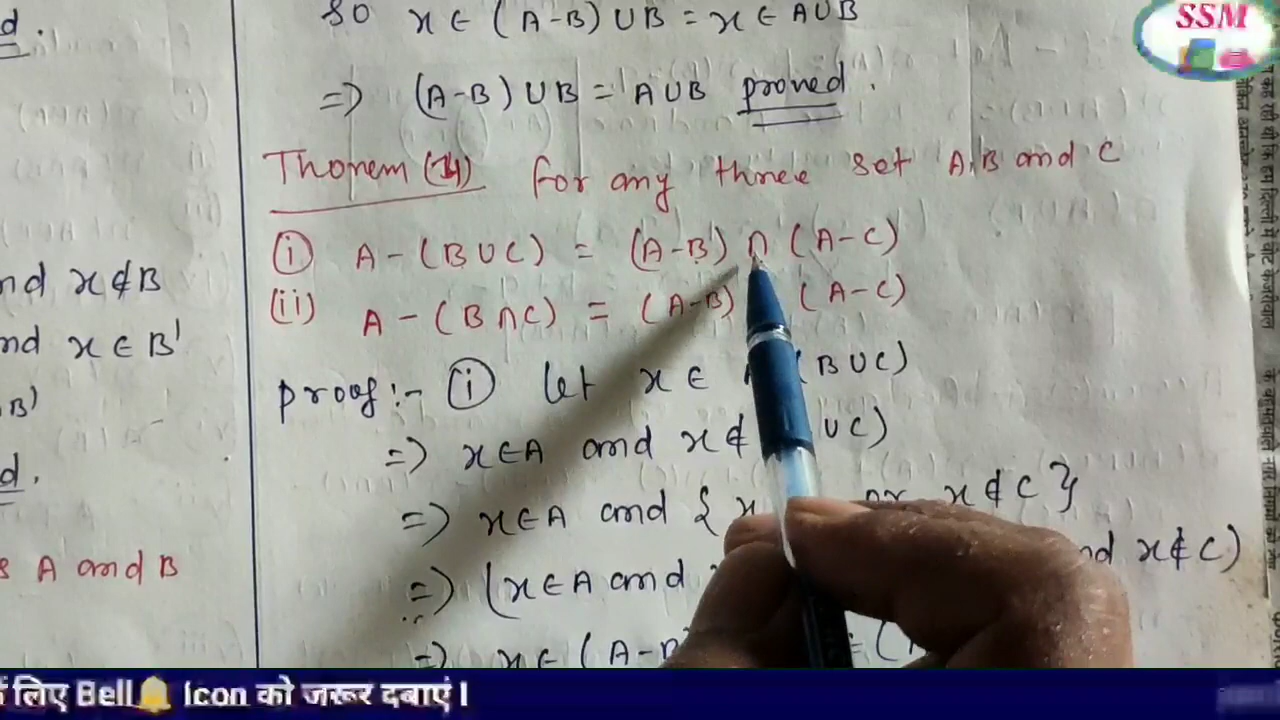 d.
so x ∈ (A-B) ∪ B = x ∈ A∪B
=> (A-B) ∪ B = A∪B proved.
Thorem (14) for any three set A,B and C
(i) A - (B∪C) = (A-B) ∩ (A-C)
(ii) A - (B∩C) = (A-B) (A-C)
proof:- (i) let x ∈ (B∪C)
=> x∈A and x∉ ∪C)
=> x∈A and { x or x∉C }
=> (x∈A and nd x∉C)
=> x∈ (A-B = (
nd x∉B
nd x∈B'
B')
d.
A and B
SSM
लिए Bell🔔 Icon को जरूर दबाएं।